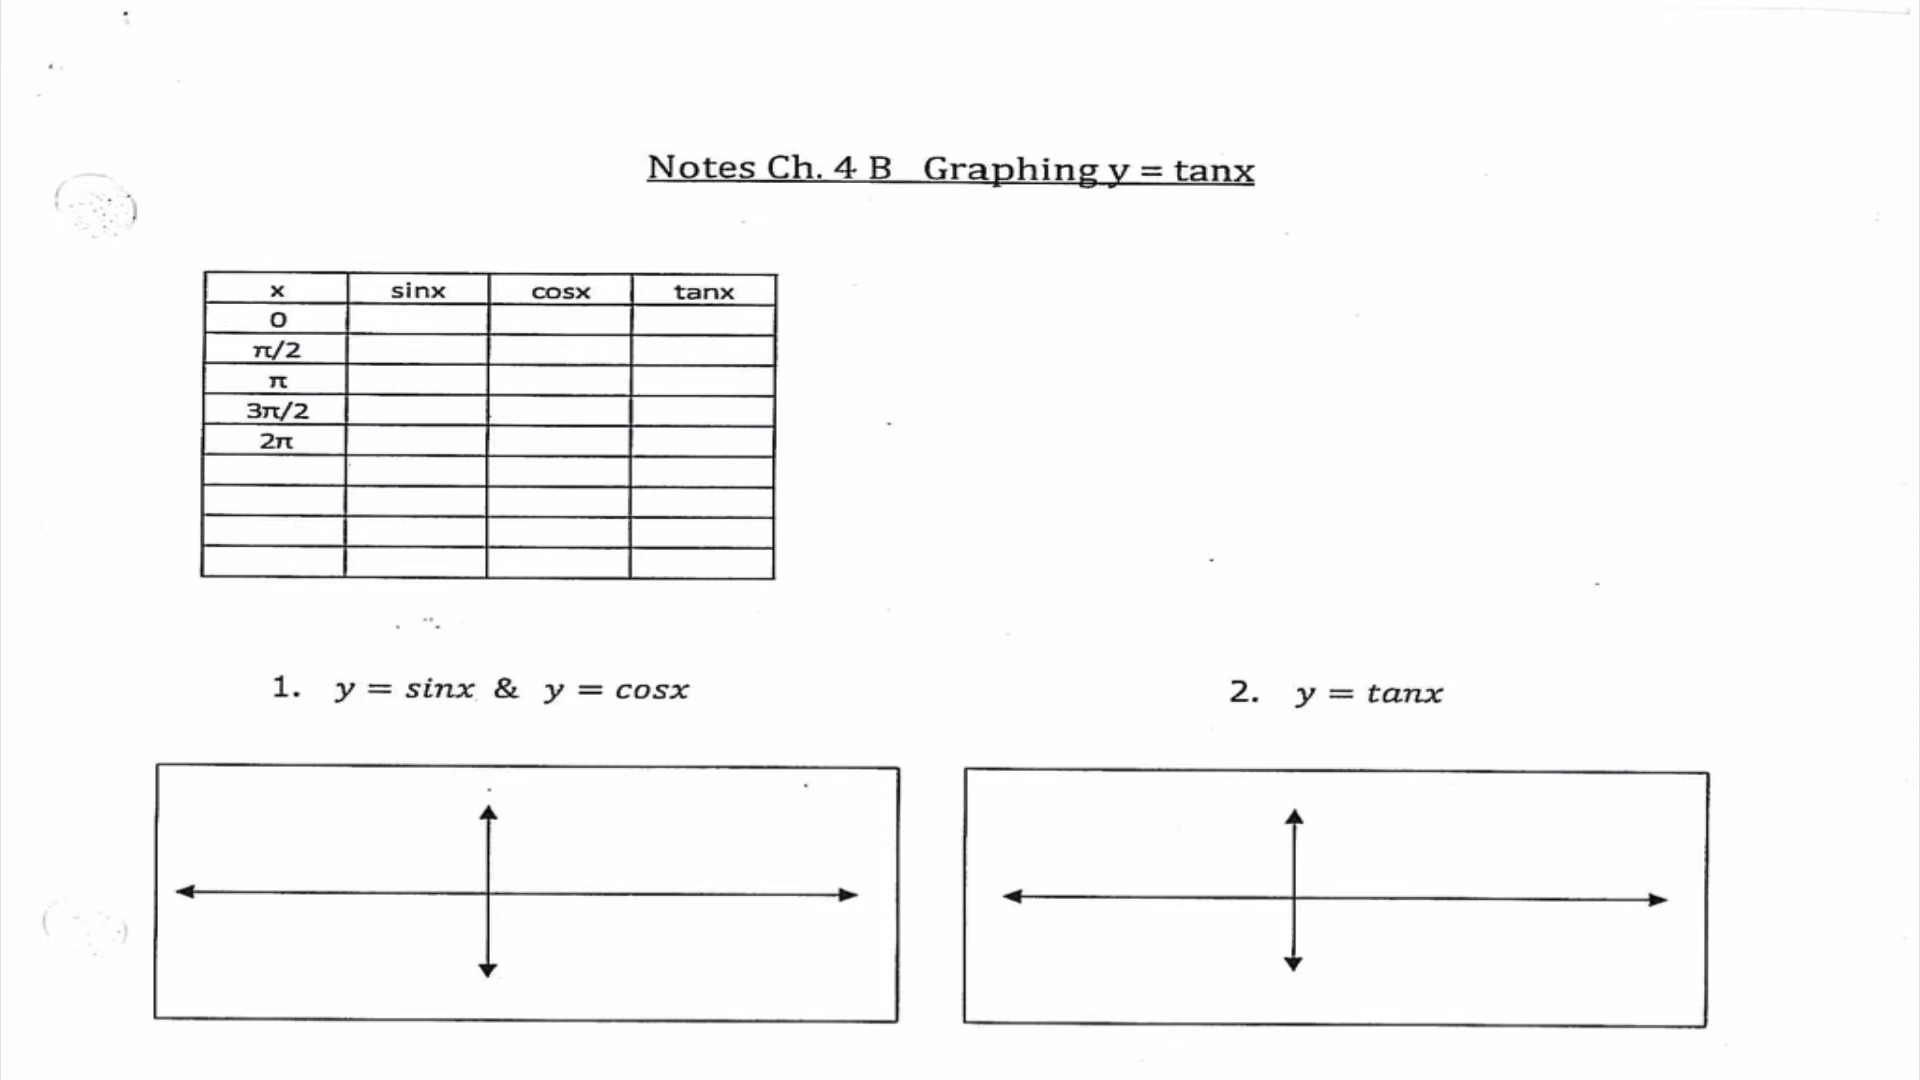 Notes Ch. 4 B Graphing y = tanx
x sinx cosx tanx
0
π/2
π
3π/2
2π
1. y = sinx & y = cosx
2. y = tanx